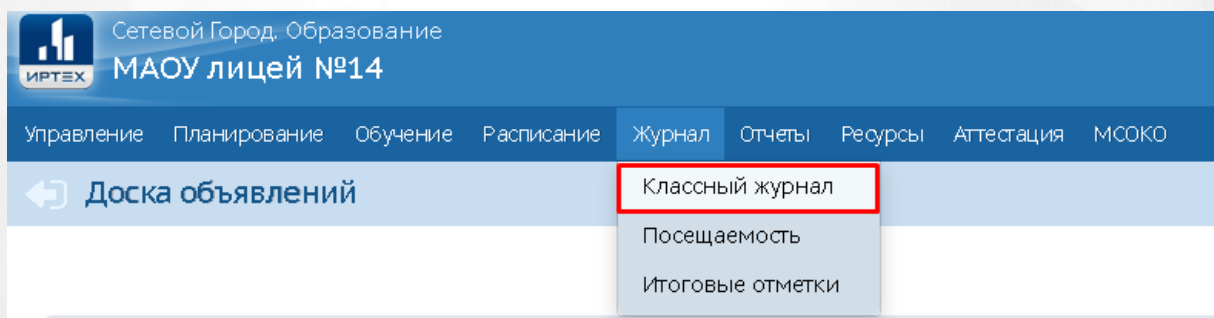 Сетевой Город. Образование
ИРТЕХ
МАОУ лицей №14
Управление Планирование Обучение Расписание Журнал Отчеты Ресурсы Аттестация МСОКО
Доска объявлений
Классный журнал
Посещаемость
Итоговые отметки